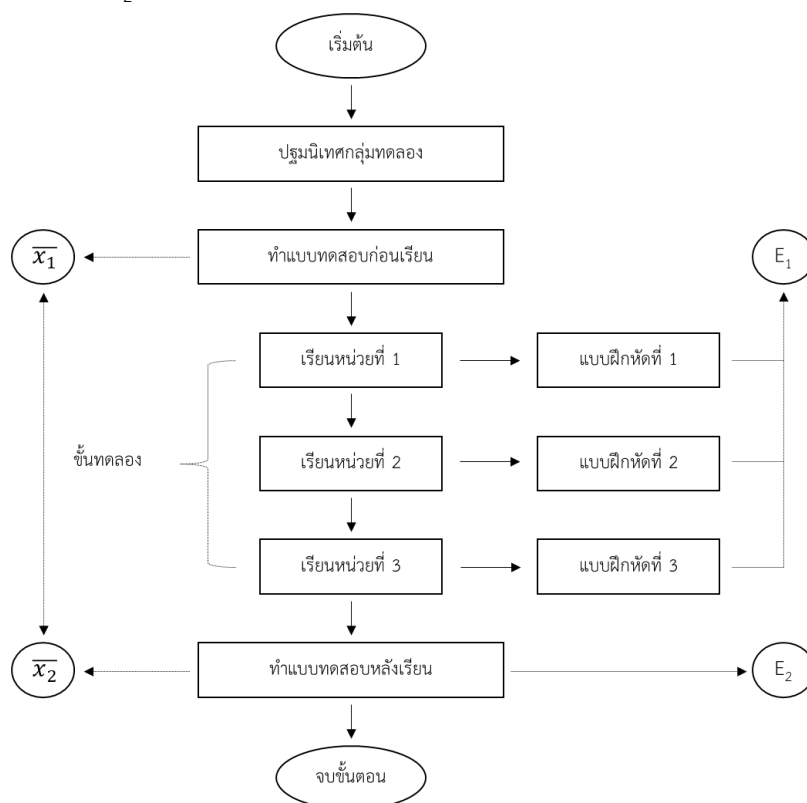 2
เริ่มต้น
ปฐมนิเทศกลุ่มทดลอง
x̄₁
ทำแบบทดสอบก่อนเรียน
E₁
เรียนหน่วยที่ 1
แบบฝึกหัดที่ 1
ขั้นทดลอง
เรียนหน่วยที่ 2
แบบฝึกหัดที่ 2
เรียนหน่วยที่ 3
แบบฝึกหัดที่ 3
x̄₂
ทำแบบทดสอบหลังเรียน
E₂
จบขั้นตอน